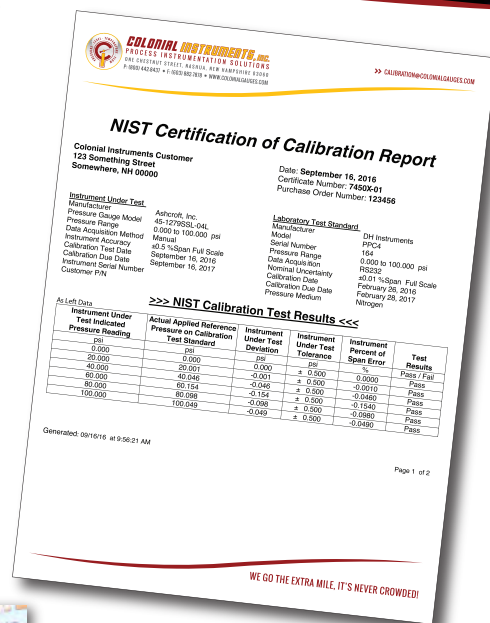 COLONIAL INSTRUMENTS, INC.
PROCESS INSTRUMENTATION SOLUTIONS
ONE CHESTNUT STREET, NASHUA, NEW HAMPSHIRE 03060
WWW.COLONIALGAUGES.COM
>> CALIBRATION@COLONIALGAUGES.COM
NIST Certification of Calibration Report
Colonial Instruments Customer
123 Something Street
Somewhere, NH 00000
Date: September 16, 2016
Certificate Number: 7450X-01
Purchase Order Number: 123456
Instrument Under Test
Manufacturer Ashcroft, Inc.
Pressure Gauge Model 45-1279SSL-04L
Pressure Range 0.000 to 100.000 psi
Data Acquisition Method Manual
Instrument Accuracy ±0.5 %Span Full Scale
Calibration Test Date September 16, 2016
Calibration Due Date September 16, 2017
Instrument Serial Number
Customer P/N
Laboratory Test Standard
Manufacturer DH Instruments
Model PPC4
Serial Number 164
Pressure Range 0.000 to 100.000 psi
Data Acquisition RS232
Nominal Uncertainty ±0.01 %Span Full Scale
Calibration Date February 26, 2016
Calibration Due Date February 28, 2017
Pressure Medium Nitrogen
>>> NIST Calibration Test Results <<<
As Left Data
Instrument Under Test Indicated Pressure Reading
Actual Applied Reference Pressure on Calibration Test Standard
Instrument Under Test Deviation
Instrument Under Test Tolerance
Instrument Percent of Span Error
Test Results
psi psi psi psi % Pass / Fail
0.000 0.000 0.000 ± 0.500 0.0000 Pass
20.000 20.001 -0.001 ± 0.500 -0.0010 Pass
40.000 40.046 -0.046 ± 0.500 -0.0460 Pass
60.000 60.154 -0.154 ± 0.500 -0.1540 Pass
80.000 80.098 -0.098 ± 0.500 -0.0980 Pass
100.000 100.049 -0.049 ± 0.500 -0.0490 Pass
Generated: 09/16/16 at 9:56:21 AM
Page 1 of 2
WE GO THE EXTRA MILE, IT'S NEVER CROWDED!